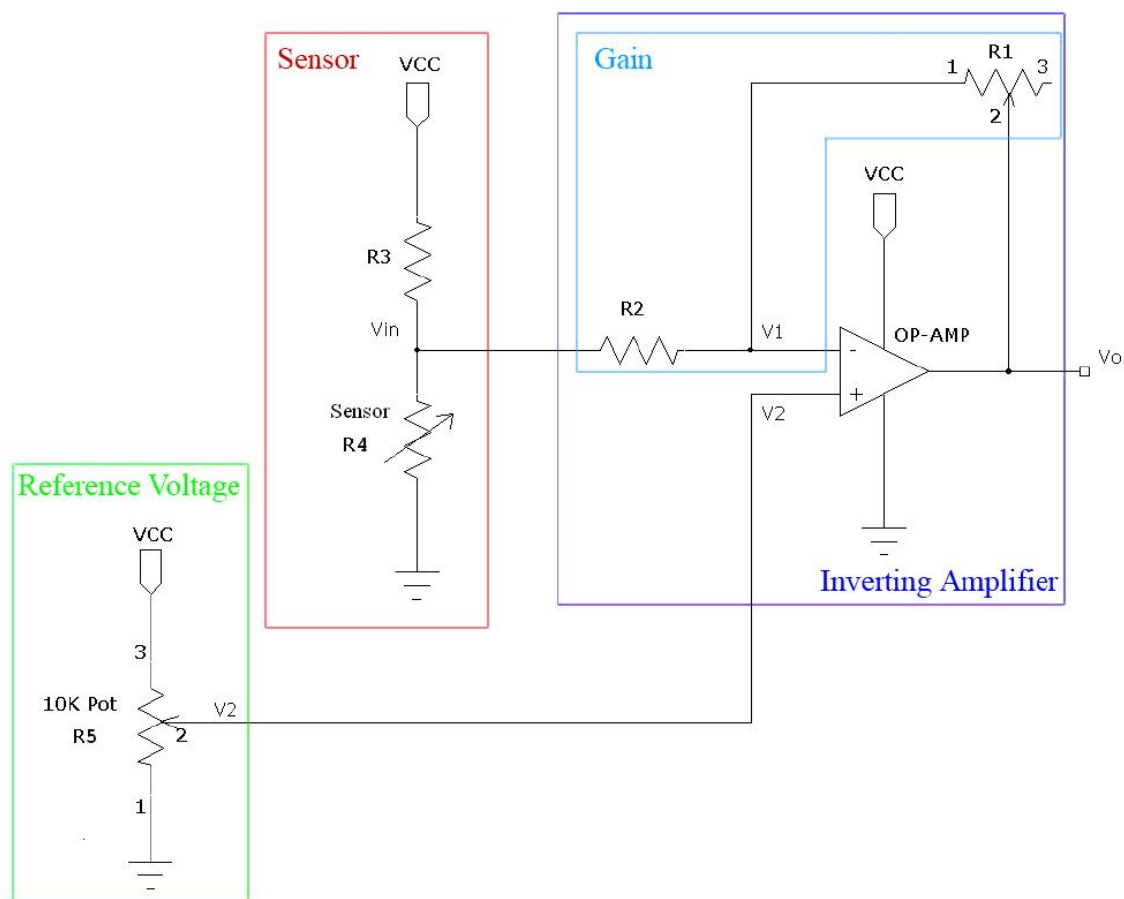 Sensor
VCC
R3
Vin
Sensor
R4
Gain
R1
1
3
2
VCC
R2
V1
OP-AMP
-
+
Vo
V2
Inverting Amplifier
Reference Voltage
VCC
3
10K Pot
R5
V2
2
1